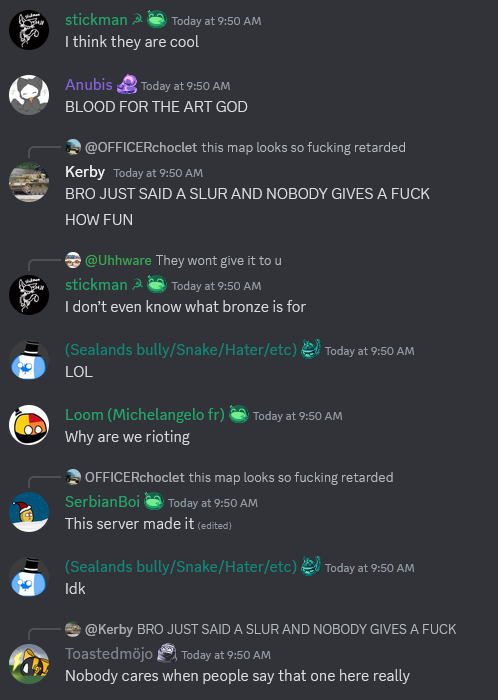 stickman ☭ Today at 9:50 AM
I think they are cool
Anubis Today at 9:50 AM
BLOOD FOR THE ART GOD
@OFFICERchoclet this map looks so fucking retarded
Kerby Today at 9:50 AM
BRO JUST SAID A SLUR AND NOBODY GIVES A FUCK
HOW FUN
@Uhhware They wont give it to u
stickman ☭ Today at 9:50 AM
I don't even know what bronze is for
(Sealands bully/Snake/Hater/etc) Today at 9:50 AM
LOL
Loom (Michelangelo fr) Today at 9:50 AM
Why are we rioting
OFFICERchoclet this map looks so fucking retarded
SerbianBoi Today at 9:50 AM
This server made it (edited)
(Sealands bully/Snake/Hater/etc) Today at 9:50 AM
Idk
@Kerby BRO JUST SAID A SLUR AND NOBODY GIVES A FUCK
Toastedmöjo Today at 9:50 AM
Nobody cares when people say that one here really